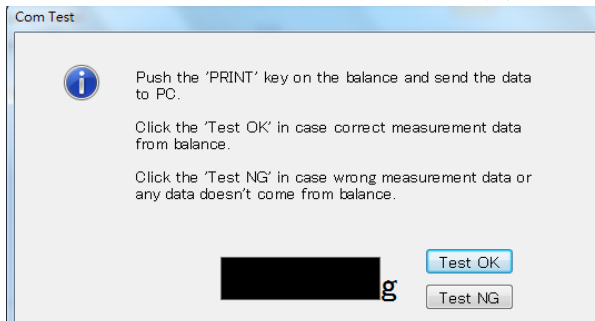 Com Test
Push the 'PRINT' key on the balance and send the data
to PC.
Click the 'Test OK' in case correct measurement data
from balance.
Click the 'Test NG' in case wrong measurement data or
any data doesn't come from balance.
g
Test OK
Test NG